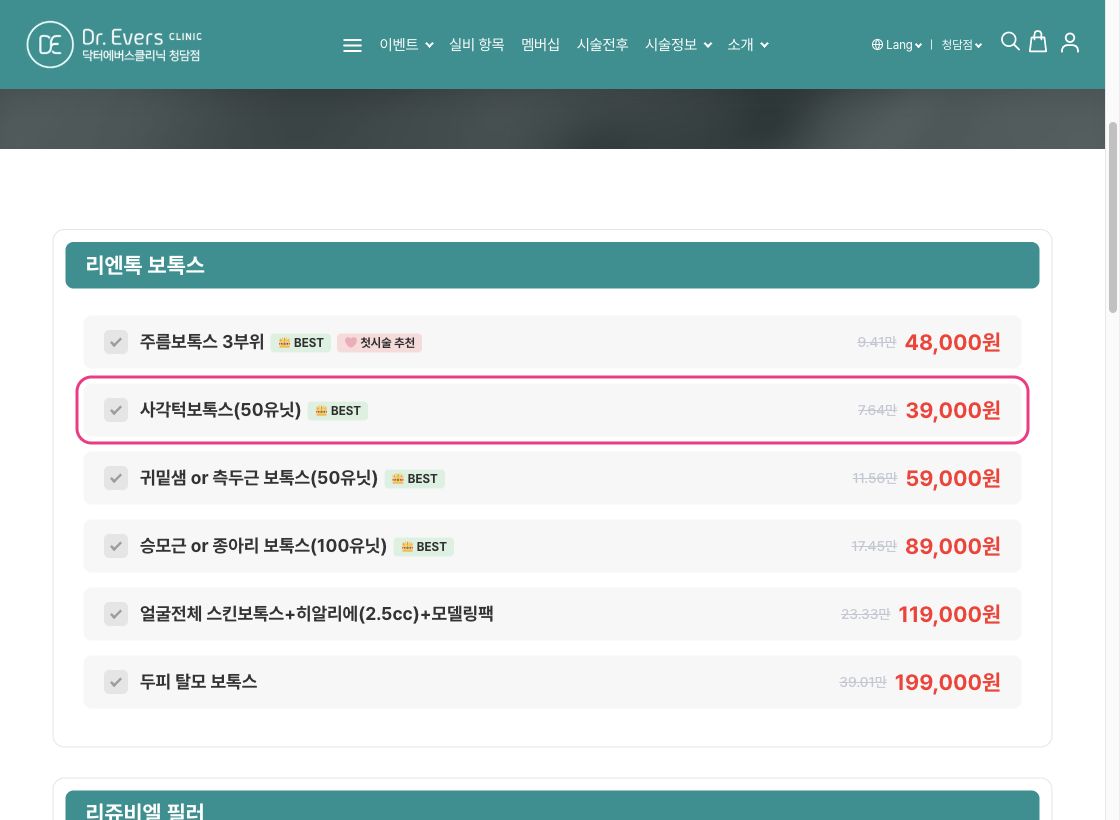 DE
Dr. Evers CLINIC
닥터에버스클리닉 청담점
이벤트 실비 항목 멤버십 시술전후 시술정보 소개 Lang | 청담점
리엔톡 보톡스
주름보톡스 3부위 BEST 첫시술 추천 9.41만 48,000원
사각턱보톡스(50유닛) BEST 7.64만 39,000원
귀밑샘 or 측두근 보톡스(50유닛) BEST 11.56만 59,000원
승모근 or 종아리 보톡스(100유닛) BEST 17.45만 89,000원
얼굴전체 스킨보톡스+히알리에(2.5cc)+모델링팩 23.33만 119,000원
두피 탈모 보톡스 39.01만 199,000원
리쥬비엘 필러